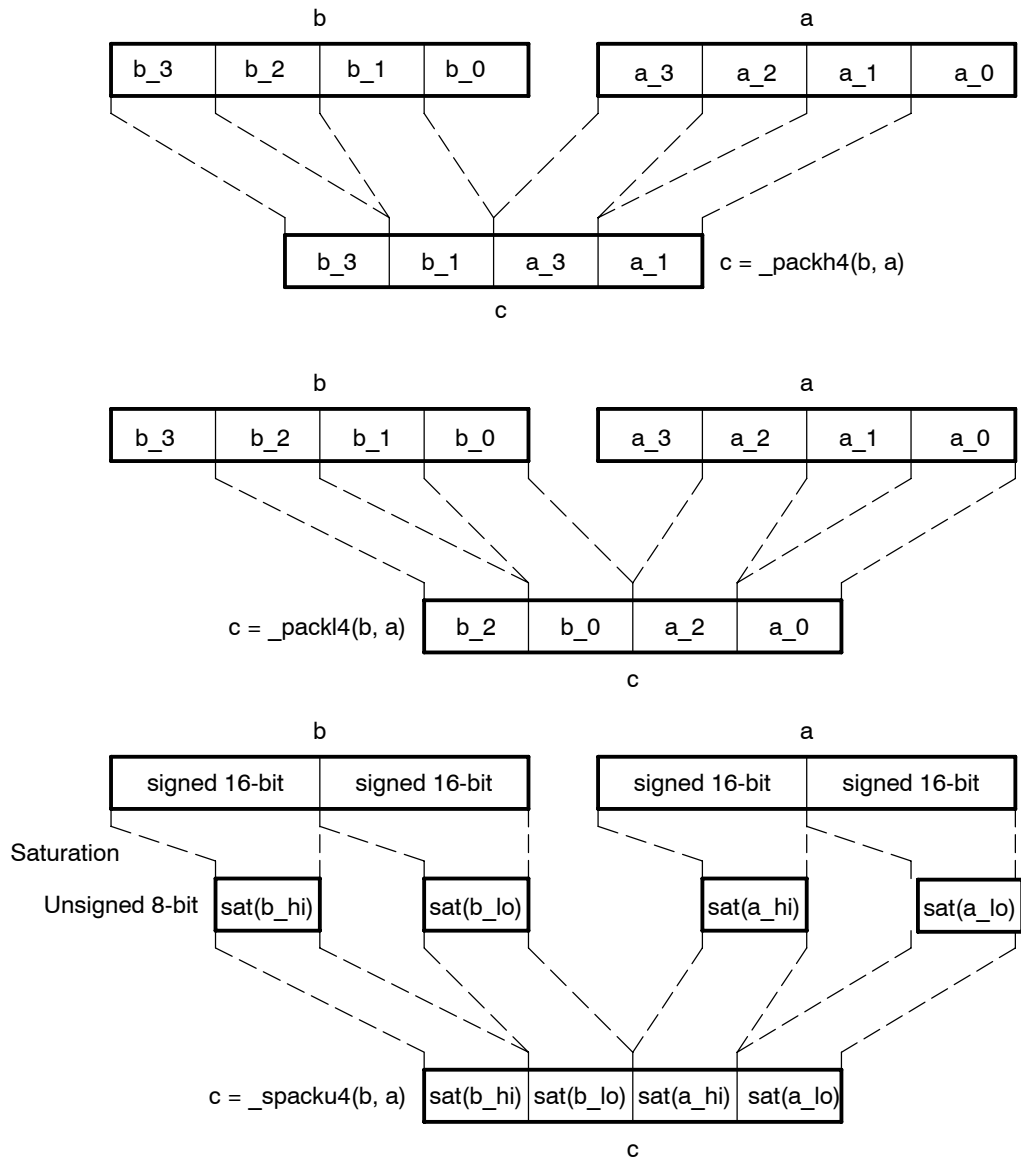 b a
b_3 b_2 b_1 b_0 a_3 a_2 a_1 a_0
b_3 b_1 a_3 a_1 c = _packh4(b, a)
c
b a
b_3 b_2 b_1 b_0 a_3 a_2 a_1 a_0
c = _packl4(b, a) b_2 b_0 a_2 a_0
c
b a
signed 16-bit signed 16-bit signed 16-bit signed 16-bit
Saturation
Unsigned 8-bit sat(b_hi) sat(b_lo) sat(a_hi) sat(a_lo)
c = _spacku4(b, a) sat(b_hi) sat(b_lo) sat(a_hi) sat(a_lo)
c